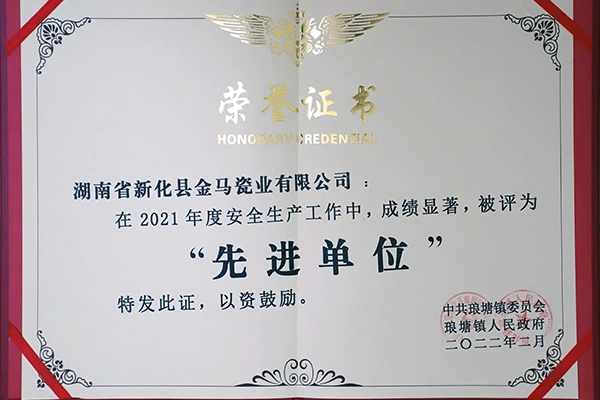 荣誉证书
HONORARY CREDENTIAL
湖南省新化县金马瓷业有限公司：
在2021年度安全生产工作中，成绩显著，被评为
“先进单位”
特发此证，以资鼓励。
中共琅塘镇委员会
琅塘镇人民政府
二〇二二年二月